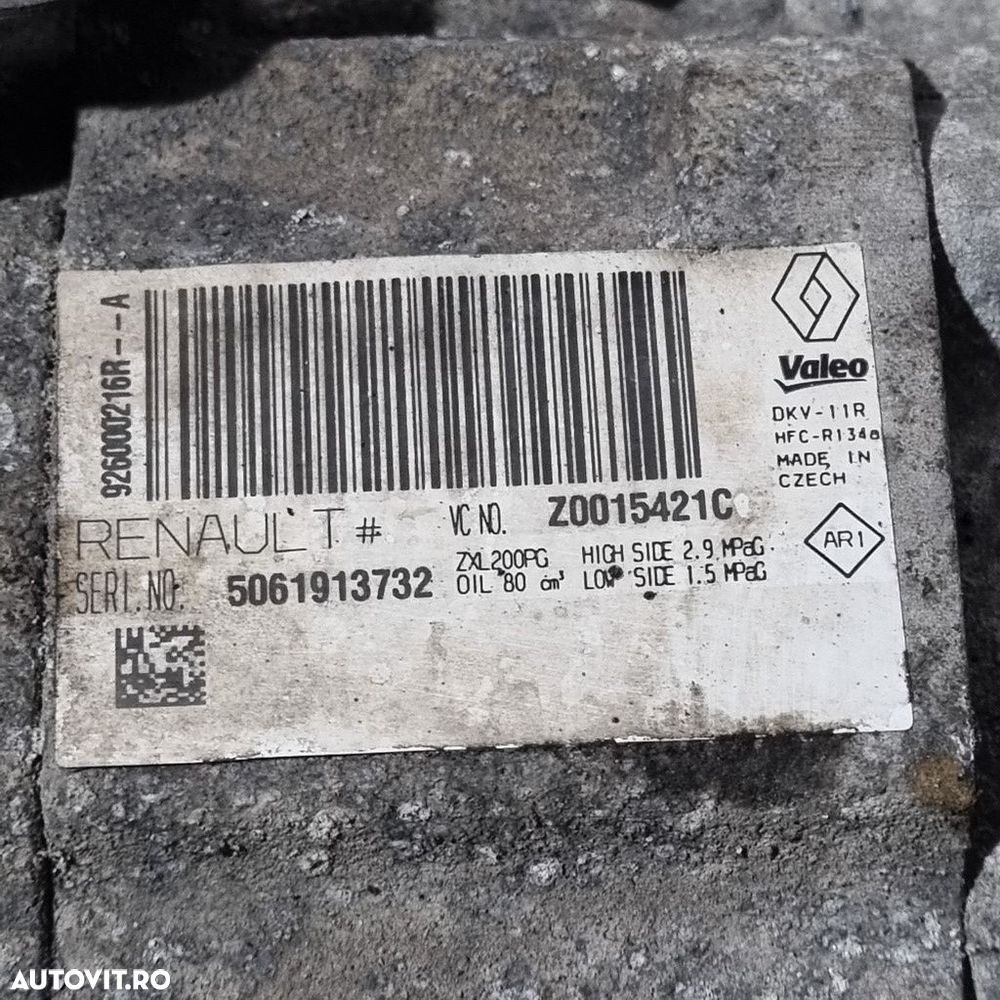 926000216R--A
Valeo
DKV-11R
HFC-R134a
MADE IN
CZECH
RENAULT #
VC NO. Z0015421C
SERI.NO: 5061913732
ZXL200PG HIGH SIDE 2.9 MPaG
OIL 80 cm³ LOW SIDE 1.5 MPaG
AR1
AUTOVIT.RO